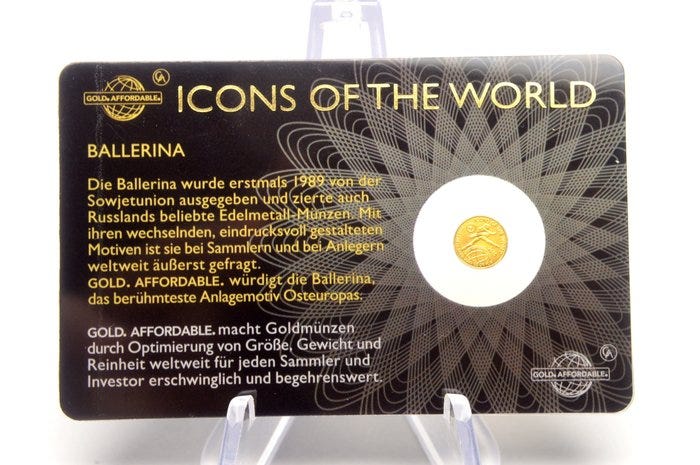 GOLD. AFFORDABLE.
GA
ICONS OF THE WORLD
BALLERINA
Die Ballerina wurde erstmals 1989 von der
Sowjetunion ausgegeben und zierte auch
Russlands beliebte Edelmetall-Münzen. Mit
ihren wechselnden, eindrucksvoll gestalteten
Motiven ist sie bei Sammlern und bei Anlegern
weltweit äußerst gefragt.
GOLD. AFFORDABLE. würdigt die Ballerina,
das berühmteste Anlagemotiv Osteuropas.
GOLD. AFFORDABLE. macht Goldmünzen
durch Optimierung von Größe, Gewicht und
Reinheit weltweit für jeden Sammler und
Investor erschwinglich und begehrenswert.
GOLD. AFFORDABLE.
GA